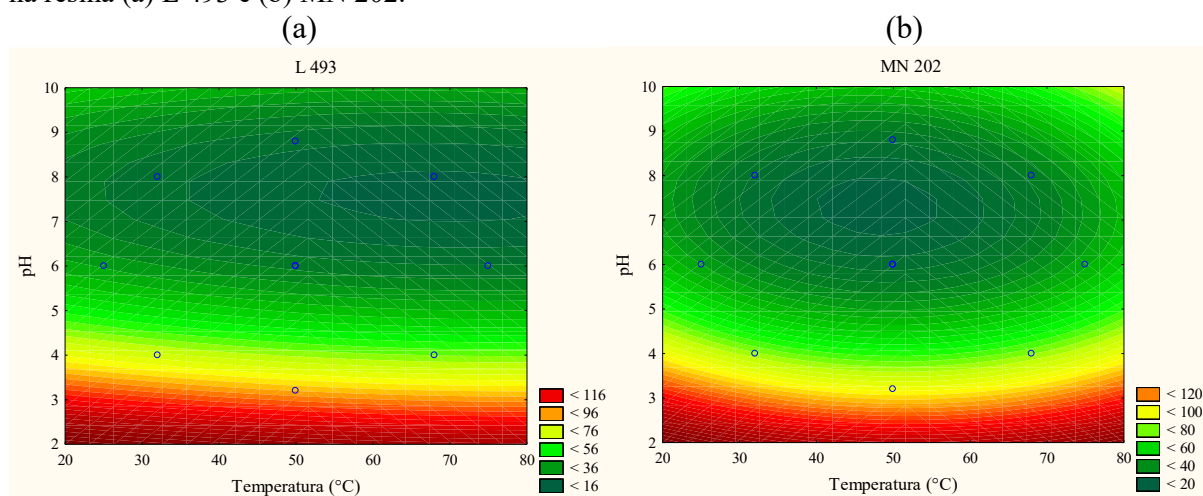 na resina (a) L 493 e (b) MN 202.
(a)
(b)
L 493
10
9
8
7
6
5
4
3
2
pH
20 30 40 50 60 70 80
Temperatura (°C)
< 116
< 96
< 76
< 56
< 36
< 16
MN 202
10
9
8
7
6
5
4
3
2
pH
20 30 40 50 60 70 80
Temperatura (°C)
< 120
< 100
< 80
< 60
< 40
< 20